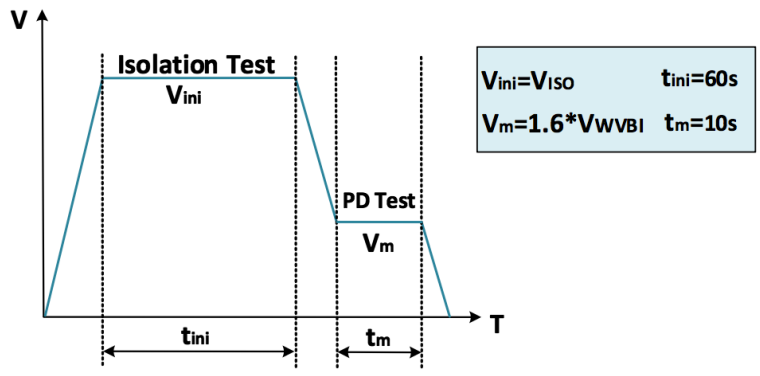 V
Isolation Test
Vini
Vini=VISO tini=60s
Vm=1.6*VWVBI tm=10s
PD Test
Vm
T
tini
tm